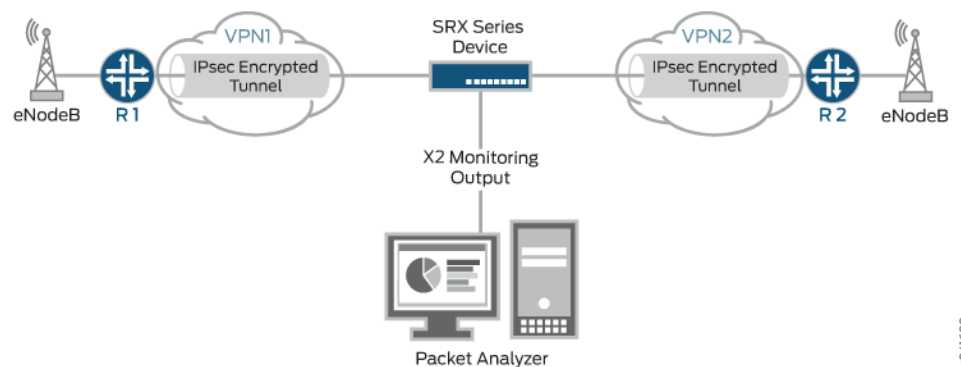 VPN1
SRX Series
Device
VPN2
IPsec Encrypted
Tunnel
IPsec Encrypted
Tunnel
eNodeB
R1
R2
eNodeB
X2 Monitoring
Output
Packet Analyzer